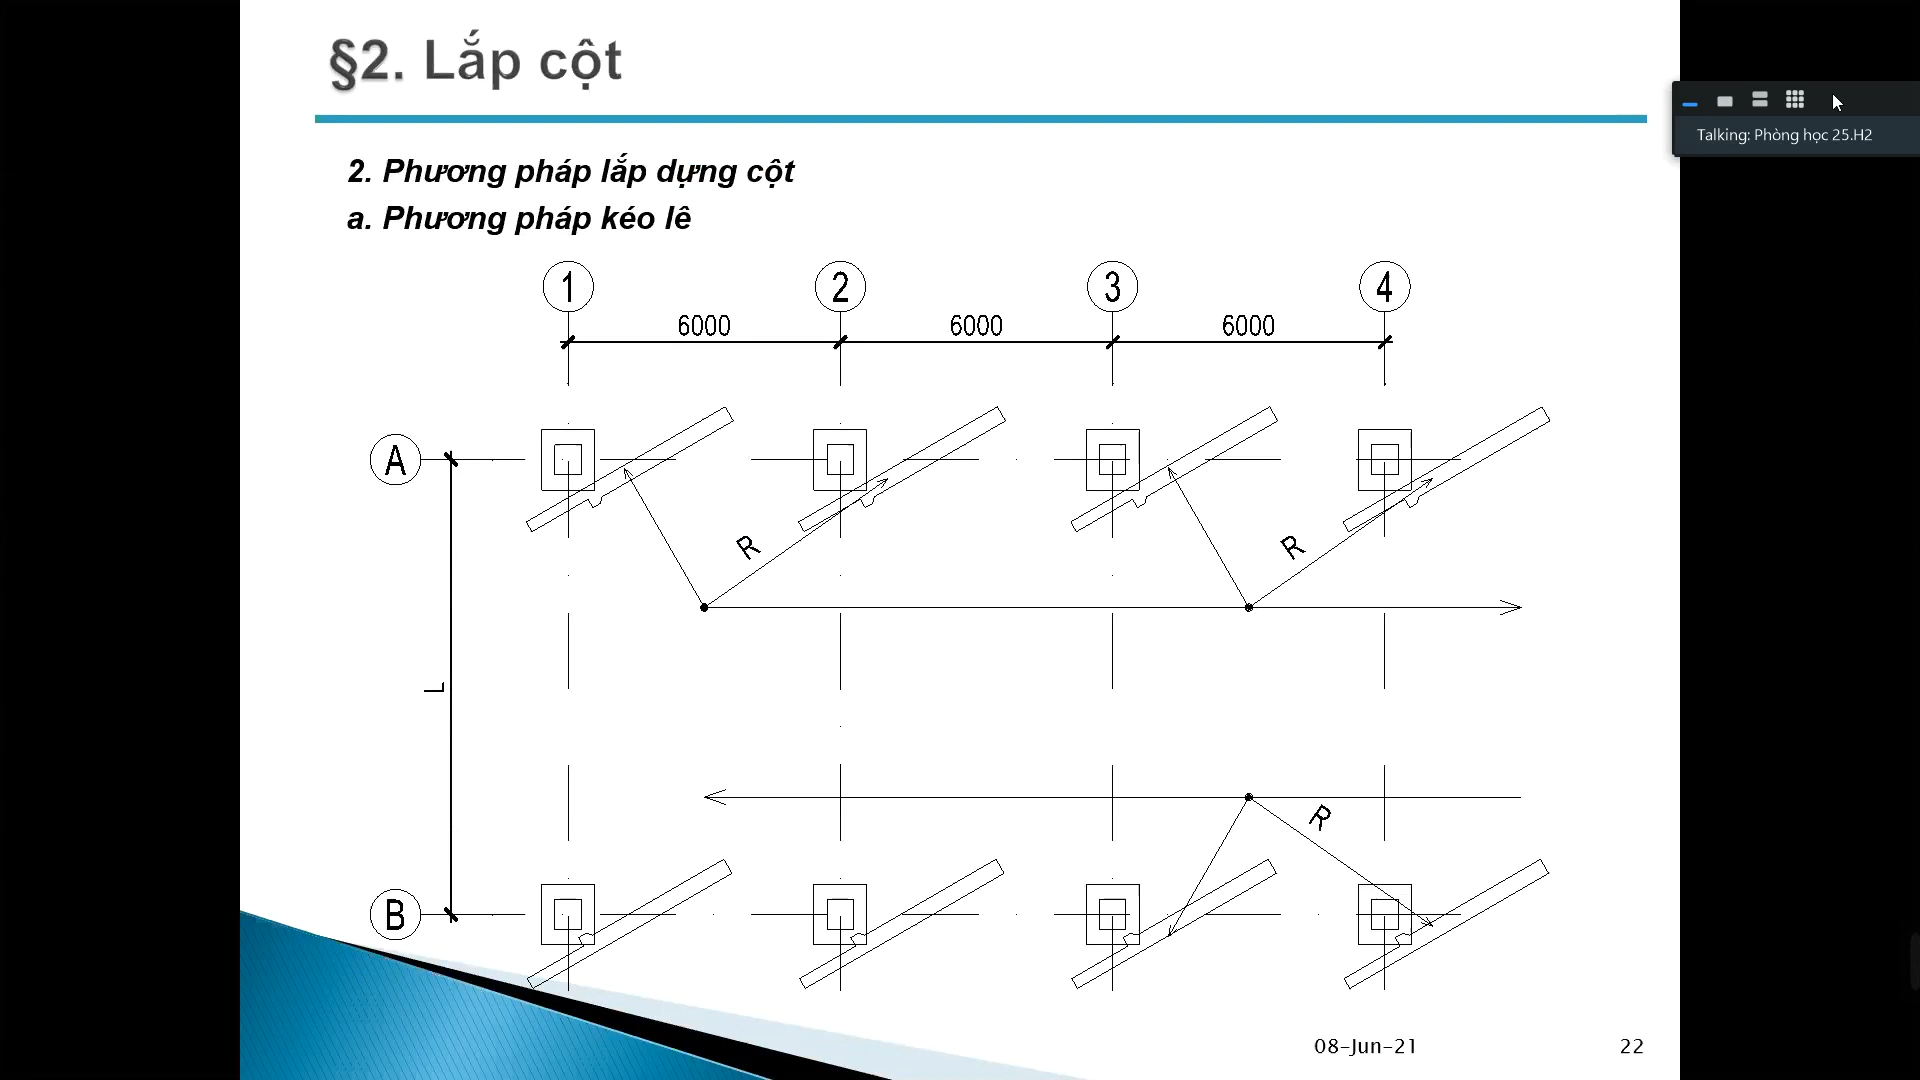 §2. Lắp cột
Talking: Phòng học 25.H2
2. Phương pháp lắp dựng cột
a. Phương pháp kéo lê
1 2 3 4
6000 6000 6000
A
R R
L
R
B
08-Jun-21 22